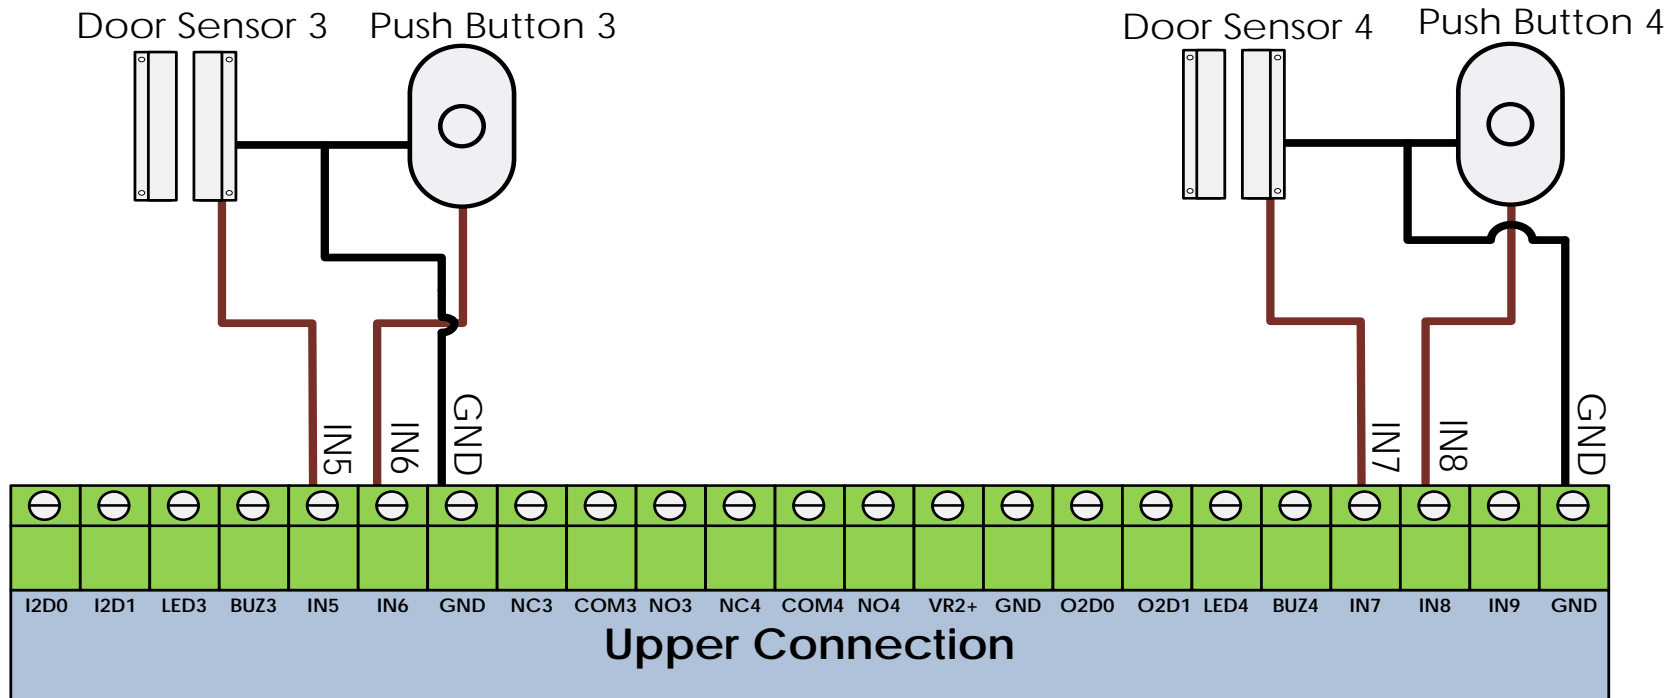 Door Sensor 3 Push Button 3 Door Sensor 4 Push Button 4
IN5 IN6 GND IN7 IN8 GND
I2D0 I2D1 LED3 BUZ3 IN5 IN6 GND NC3 COM3 NO3 NC4 COM4 NO4 VR2+ GND O2D0 O2D1 LED4 BUZ4 IN7 IN8 IN9 GND
Upper Connection